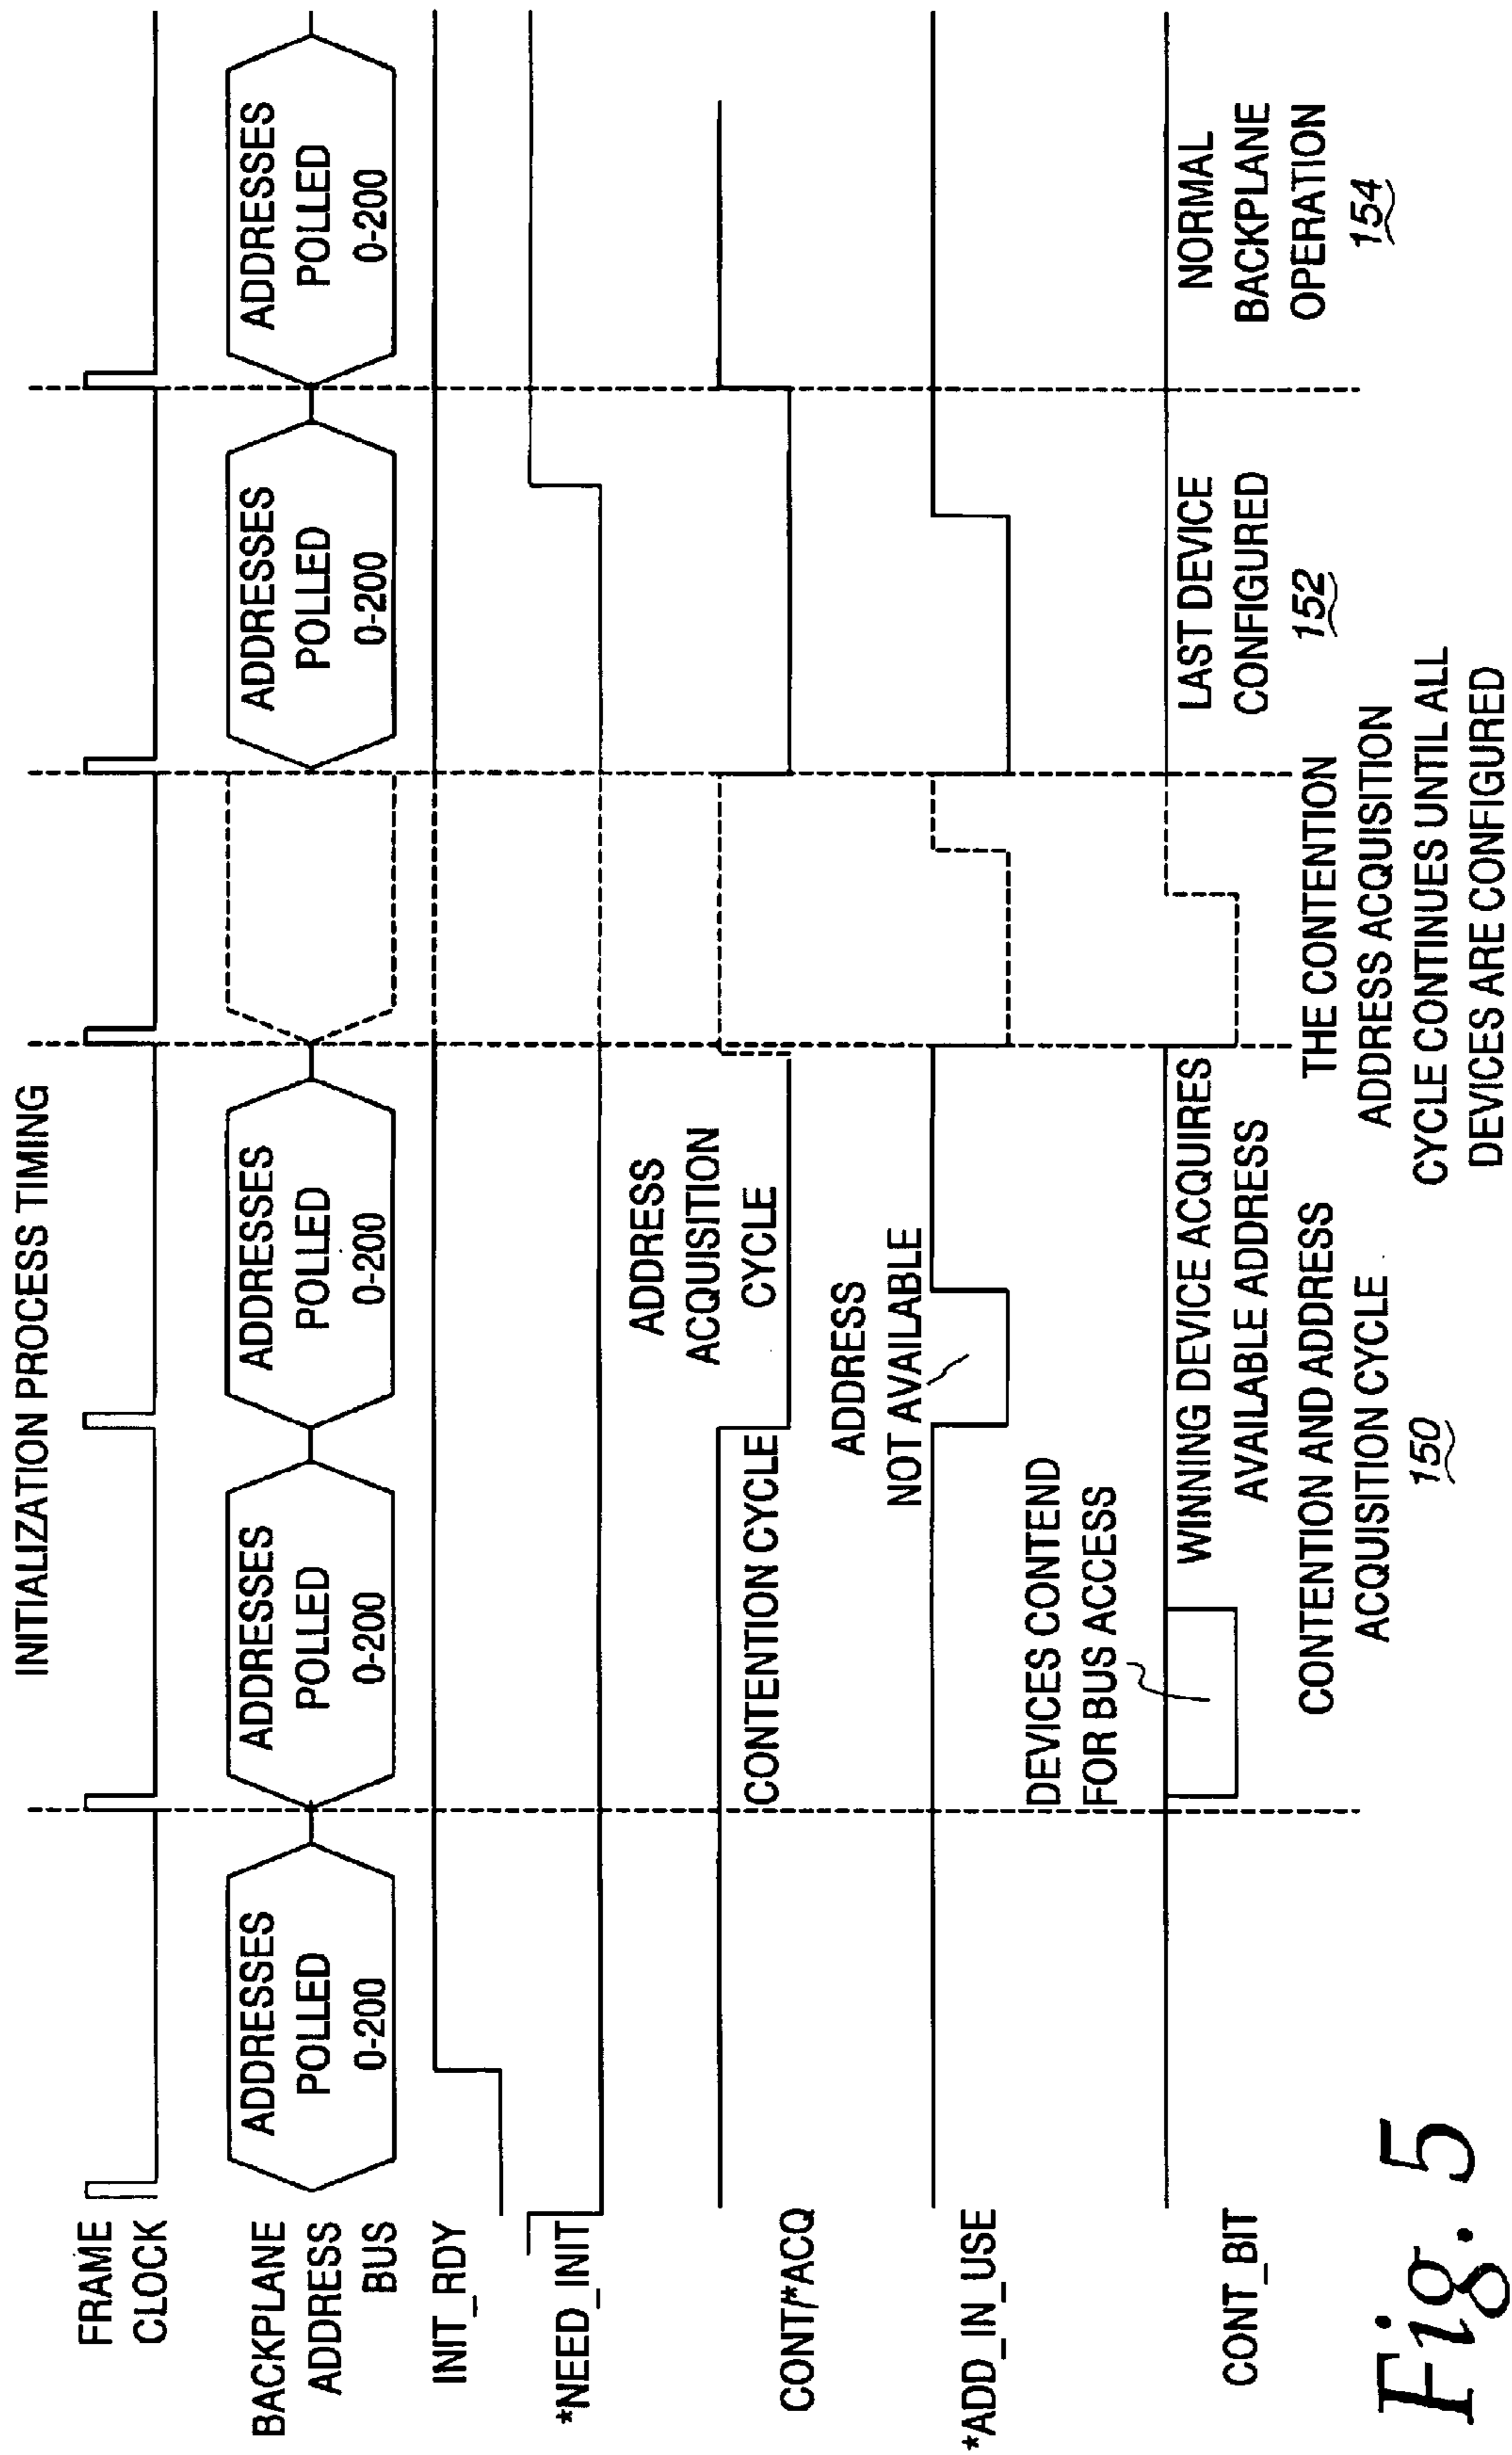 INITIALIZATION PROCESS TIMING
FRAME
CLOCK
BACKPLANE
ADDRESS
BUS
ADDRESSES
POLLED
0-200
ADDRESSES
POLLED
0-200
ADDRESSES
POLLED
0-200
ADDRESSES
POLLED
0-200
ADDRESSES
POLLED
0-200
INIT_RDY
*NEED_INIT
CONT/*ACQ
CONTENTION CYCLE
ADDRESS
ACQUISITION
CYCLE
*ADD_IN_USE
ADDRESS
NOT AVAILABLE
CONT_BIT
DEVICES CONTEND
FOR BUS ACCESS
WINNING DEVICE ACQUIRES
AVAILABLE ADDRESS
CONTENTION AND ADDRESS
ACQUISITION CYCLE
150
THE CONTENTION
ADDRESS ACQUISITION
CYCLE CONTINUES UNTIL ALL
DEVICES ARE CONFIGURED
LAST DEVICE
CONFIGURED
152
NORMAL
BACKPLANE
OPERATION
154
Fig. 5